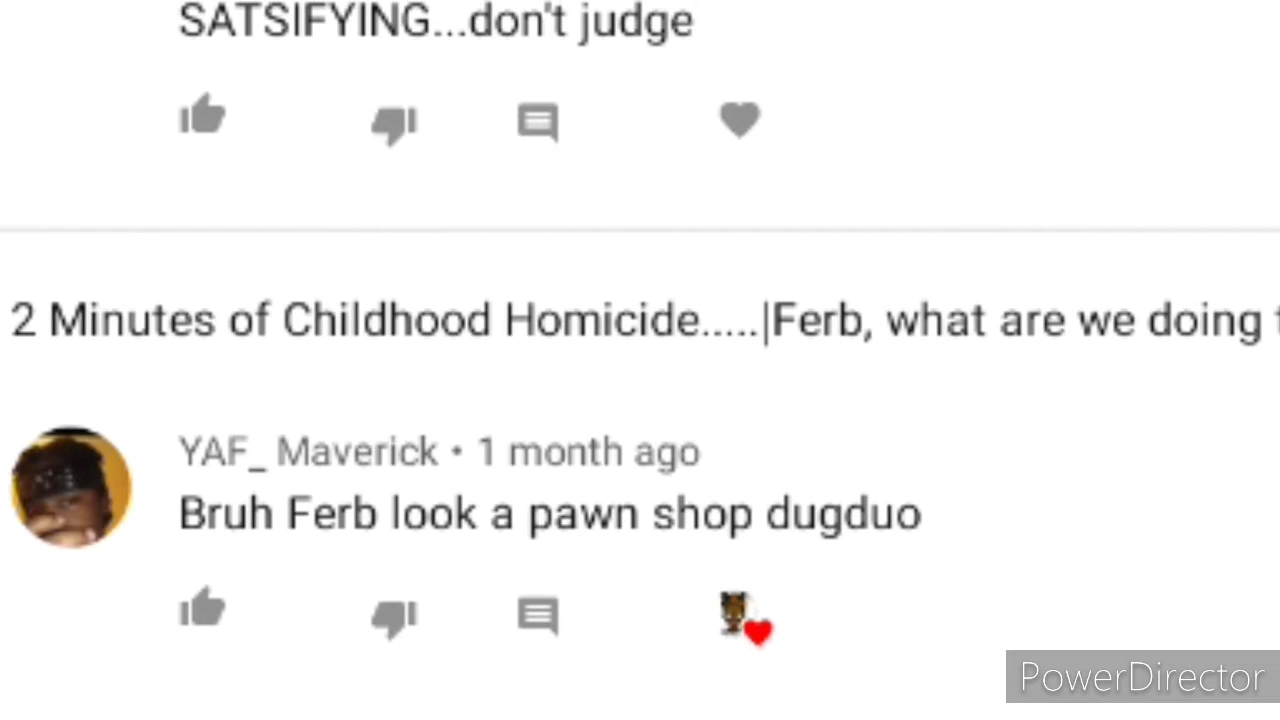 SATSIFYING...don't judge
2 Minutes of Childhood Homicide.....|Ferb, what are we doing
YAF_ Maverick • 1 month ago
Bruh Ferb look a pawn shop dugduo
PowerDirector